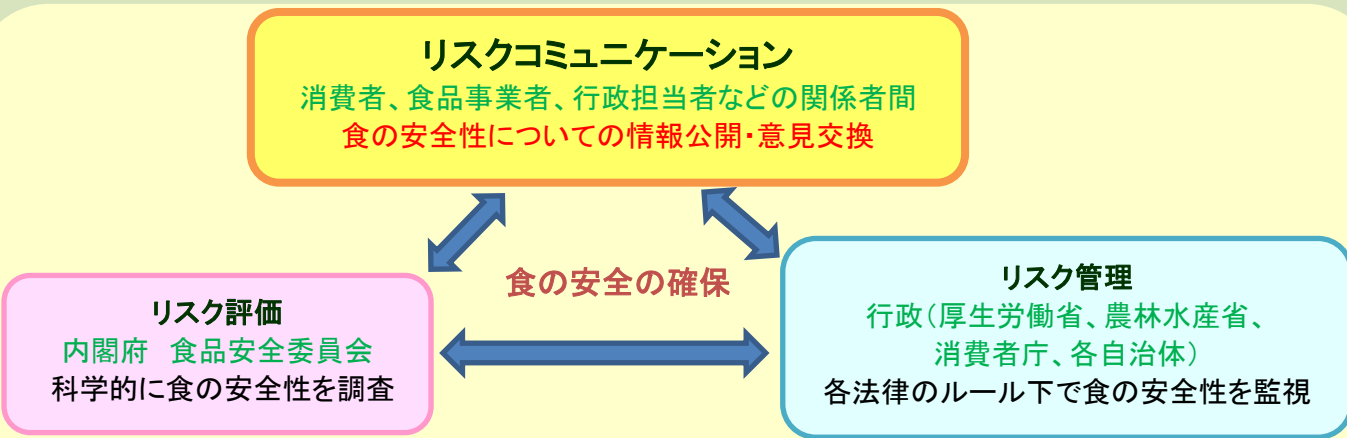 リスクコミュニケーション
消費者、食品事業者、行政担当者などの関係者間
食の安全性についての情報公開・意見交換
食の安全の確保
リスク評価
内閣府　食品安全委員会
科学的に食の安全性を調査
リスク管理
行政（厚生労働省、農林水産省、
消費者庁、各自治体）
各法律のルール下で食の安全性を監視